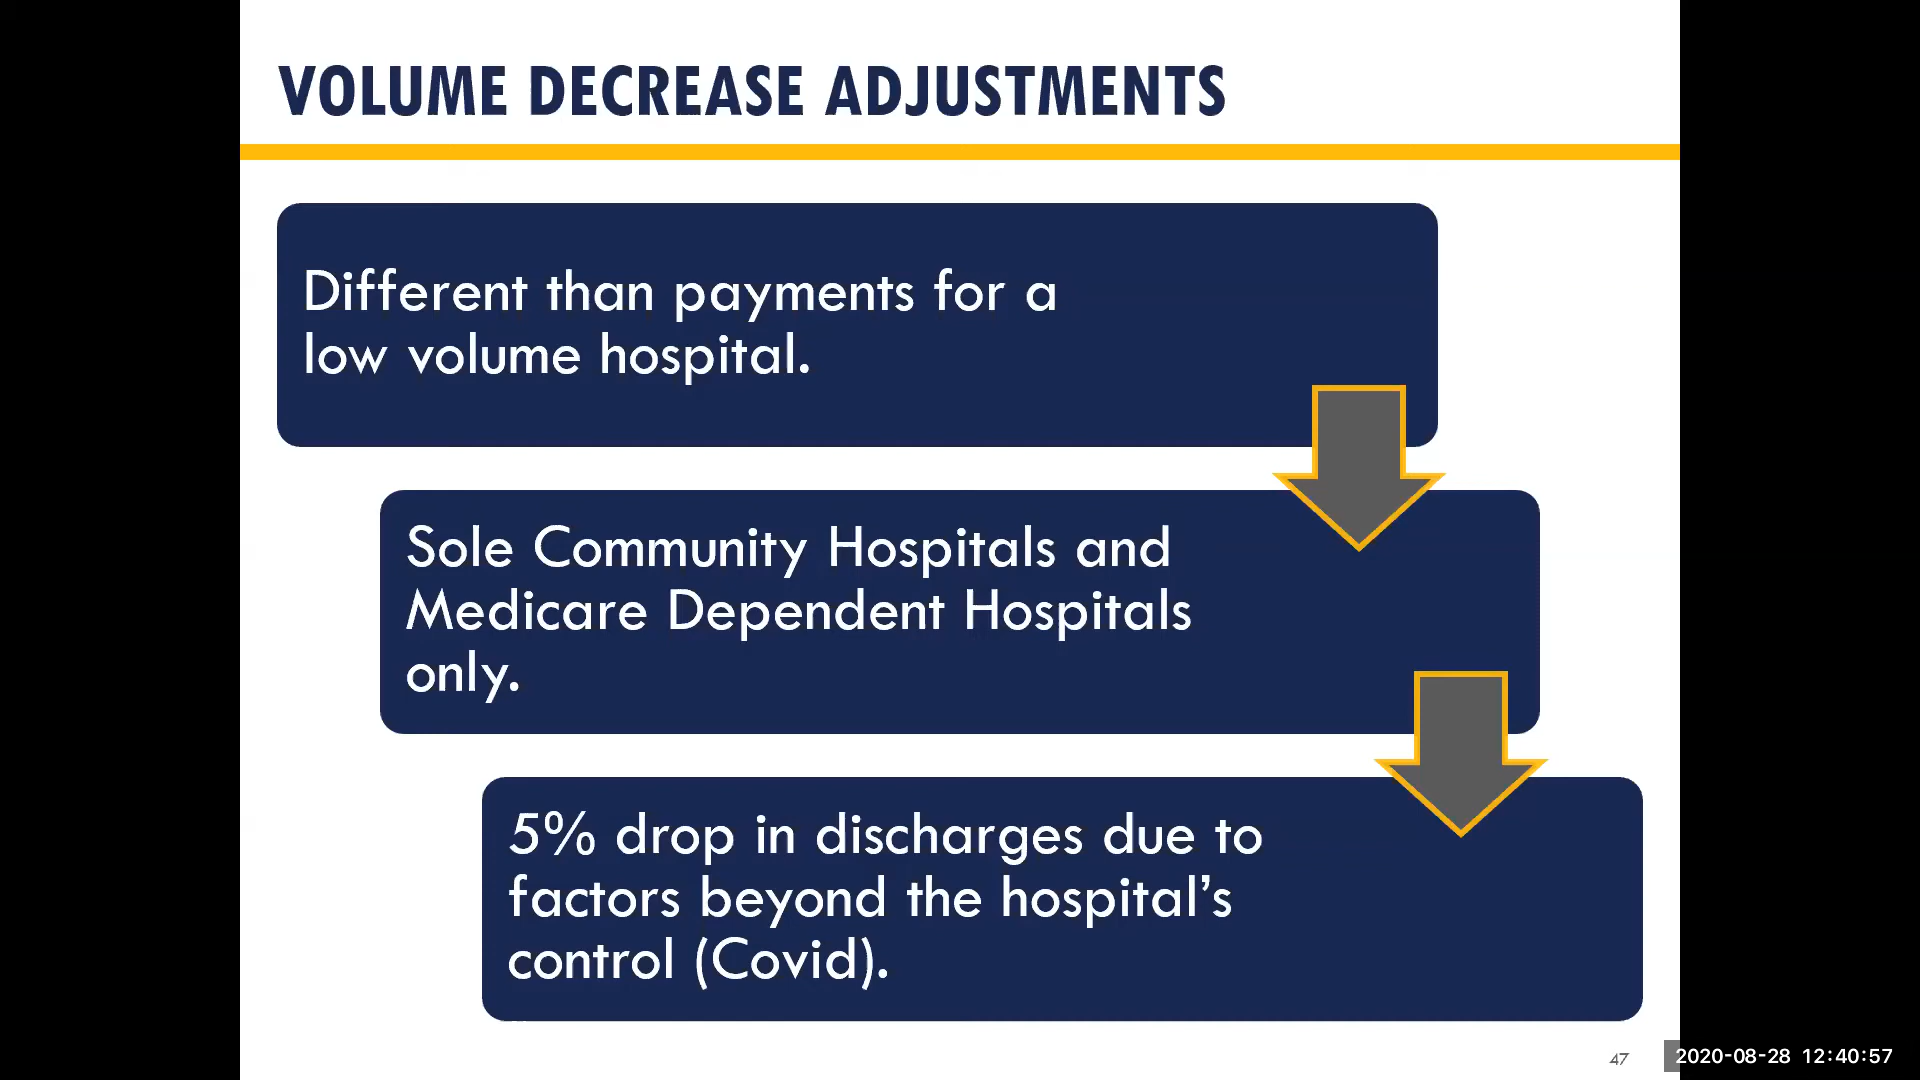 VOLUME DECREASE ADJUSTMENTS
Different than payments for a
low volume hospital.
Sole Community Hospitals and
Medicare Dependent Hospitals
only.
5% drop in discharges due to
factors beyond the hospital’s
control (Covid).
47
2020-08-28 12:40:57